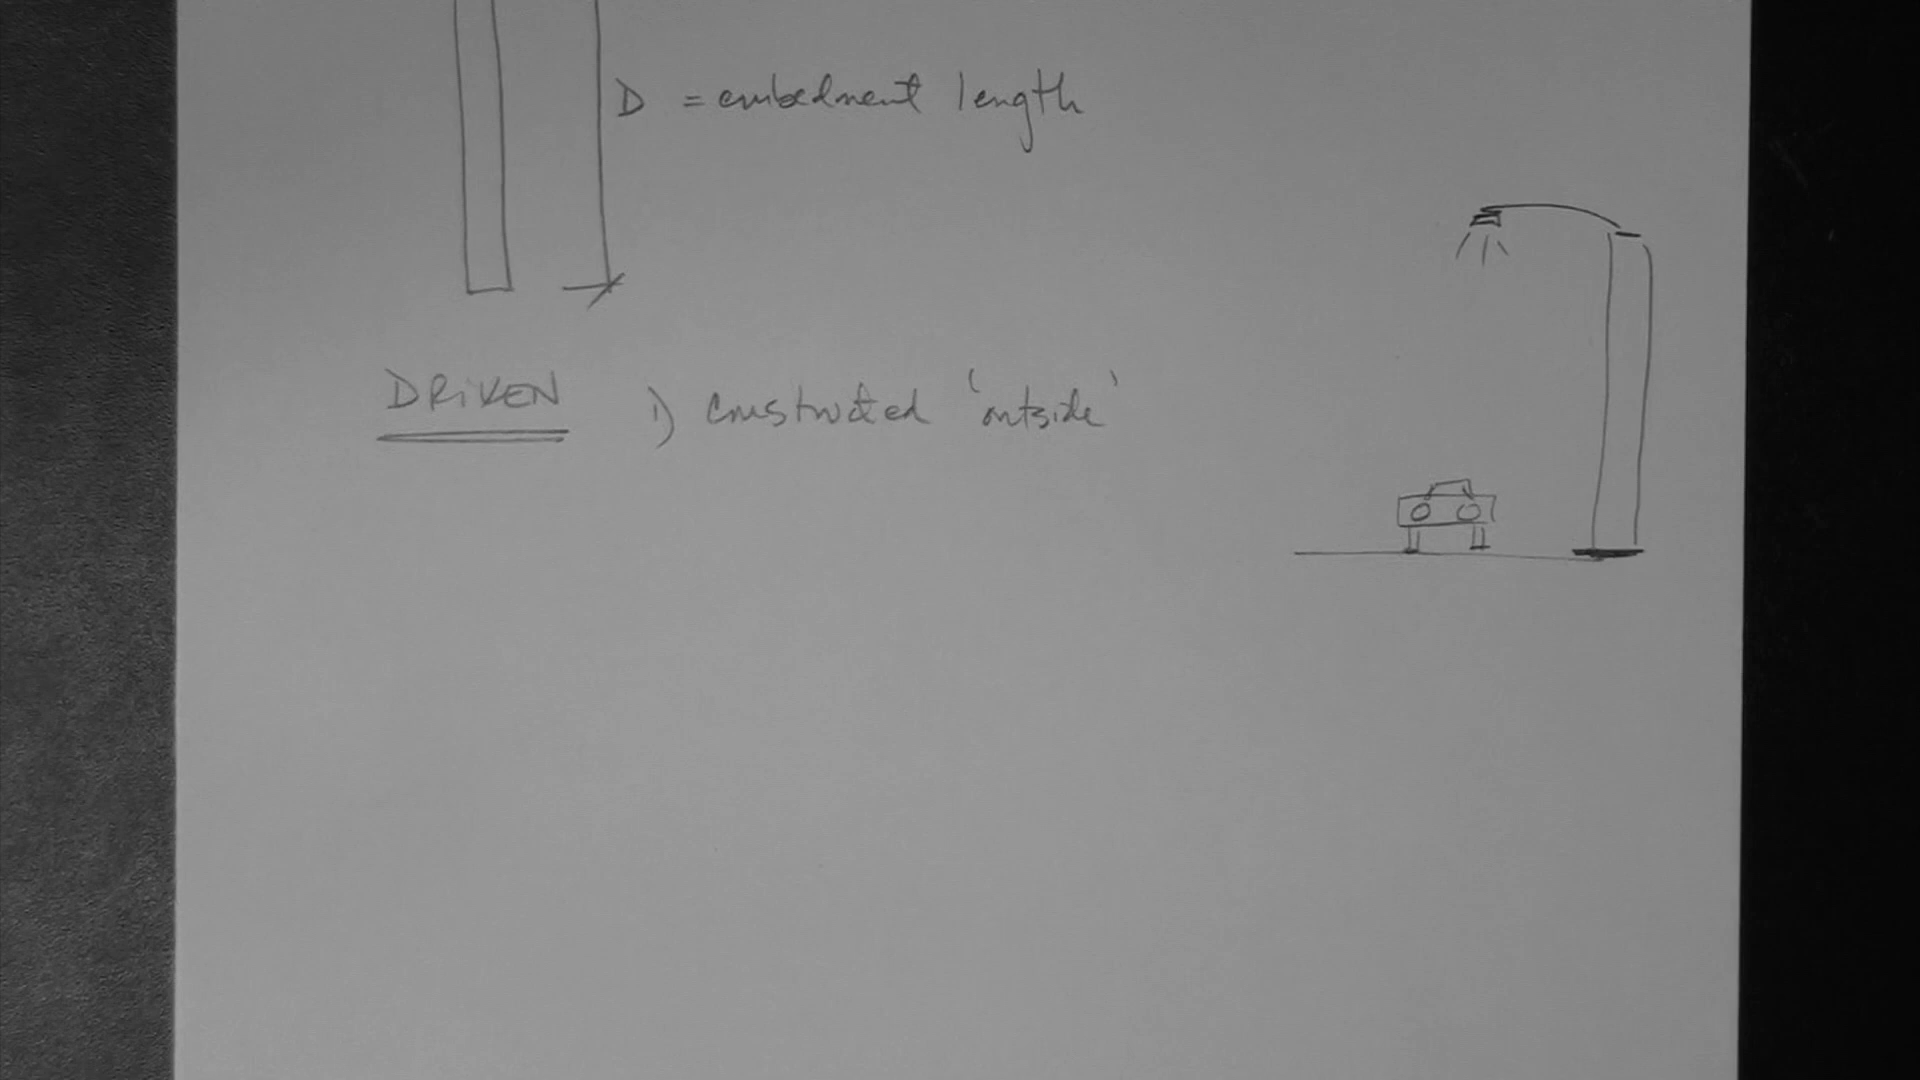 D = embedment length
DRIVEN 1) constructed 'outside'